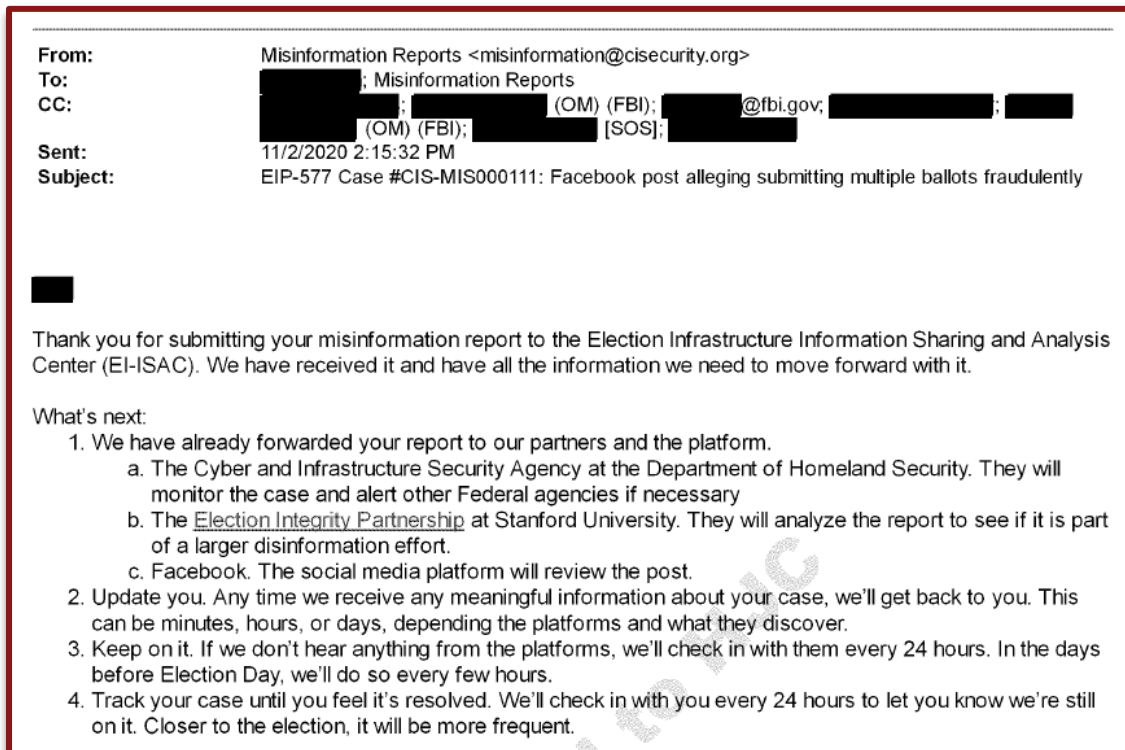 From: Misinformation Reports <misinformation@cisecurity.org>
To: ; Misinformation Reports
CC: ; (OM) (FBI); @fbi.gov; ;
(OM) (FBI); [SOS];
Sent: 11/2/2020 2:15:32 PM
Subject: EIP-577 Case #CIS-MIS000111: Facebook post alleging submitting multiple ballots fraudulently
Thank you for submitting your misinformation report to the Election Infrastructure Information Sharing and Analysis
Center (EI-ISAC). We have received it and have all the information we need to move forward with it.
What's next:
1. We have already forwarded your report to our partners and the platform.
a. The Cyber and Infrastructure Security Agency at the Department of Homeland Security. They will
monitor the case and alert other Federal agencies if necessary
b. The Election Integrity Partnership at Stanford University. They will analyze the report to see if it is part
of a larger disinformation effort.
c. Facebook. The social media platform will review the post.
2. Update you. Any time we receive any meaningful information about your case, we'll get back to you. This
can be minutes, hours, or days, depending the platforms and what they discover.
3. Keep on it. If we don't hear anything from the platforms, we'll check in with them every 24 hours. In the days
before Election Day, we'll do so every few hours.
4. Track your case until you feel it's resolved. We'll check in with you every 24 hours to let you know we're still
on it. Closer to the election, it will be more frequent.
to HJC